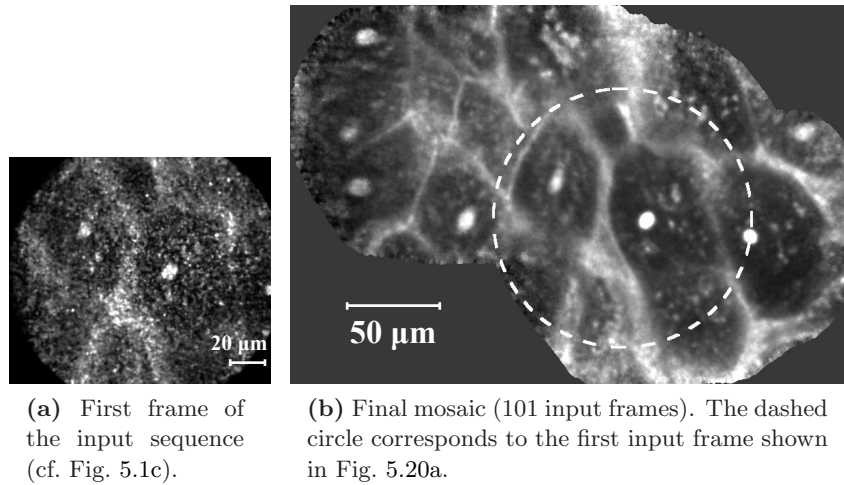 20 µm
50 µm
(a) First frame of
the input sequence
(cf. Fig. 5.1c).
(b) Final mosaic (101 input frames). The dashed
circle corresponds to the first input frame shown
in Fig. 5.20a.